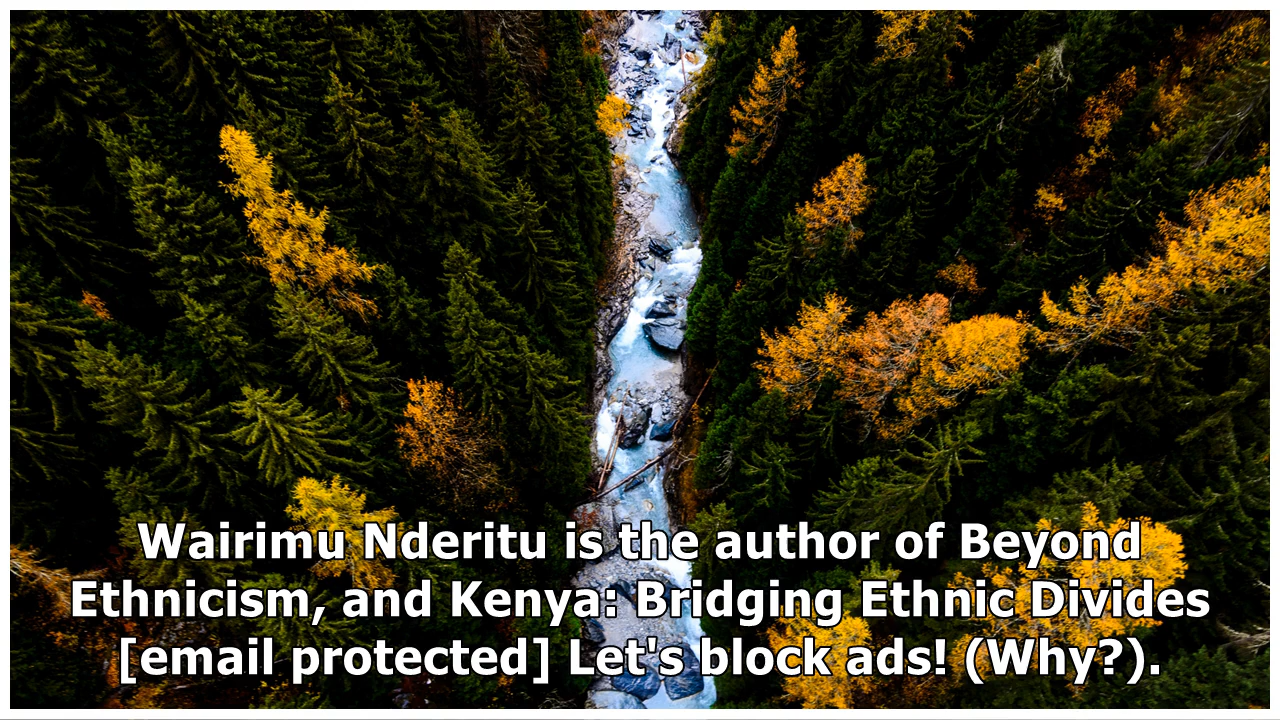 Wairimu Nderitu is the author of Beyond
Ethnicism, and Kenya: Bridging Ethnic Divides
[email protected] Let's block ads! (Why?).